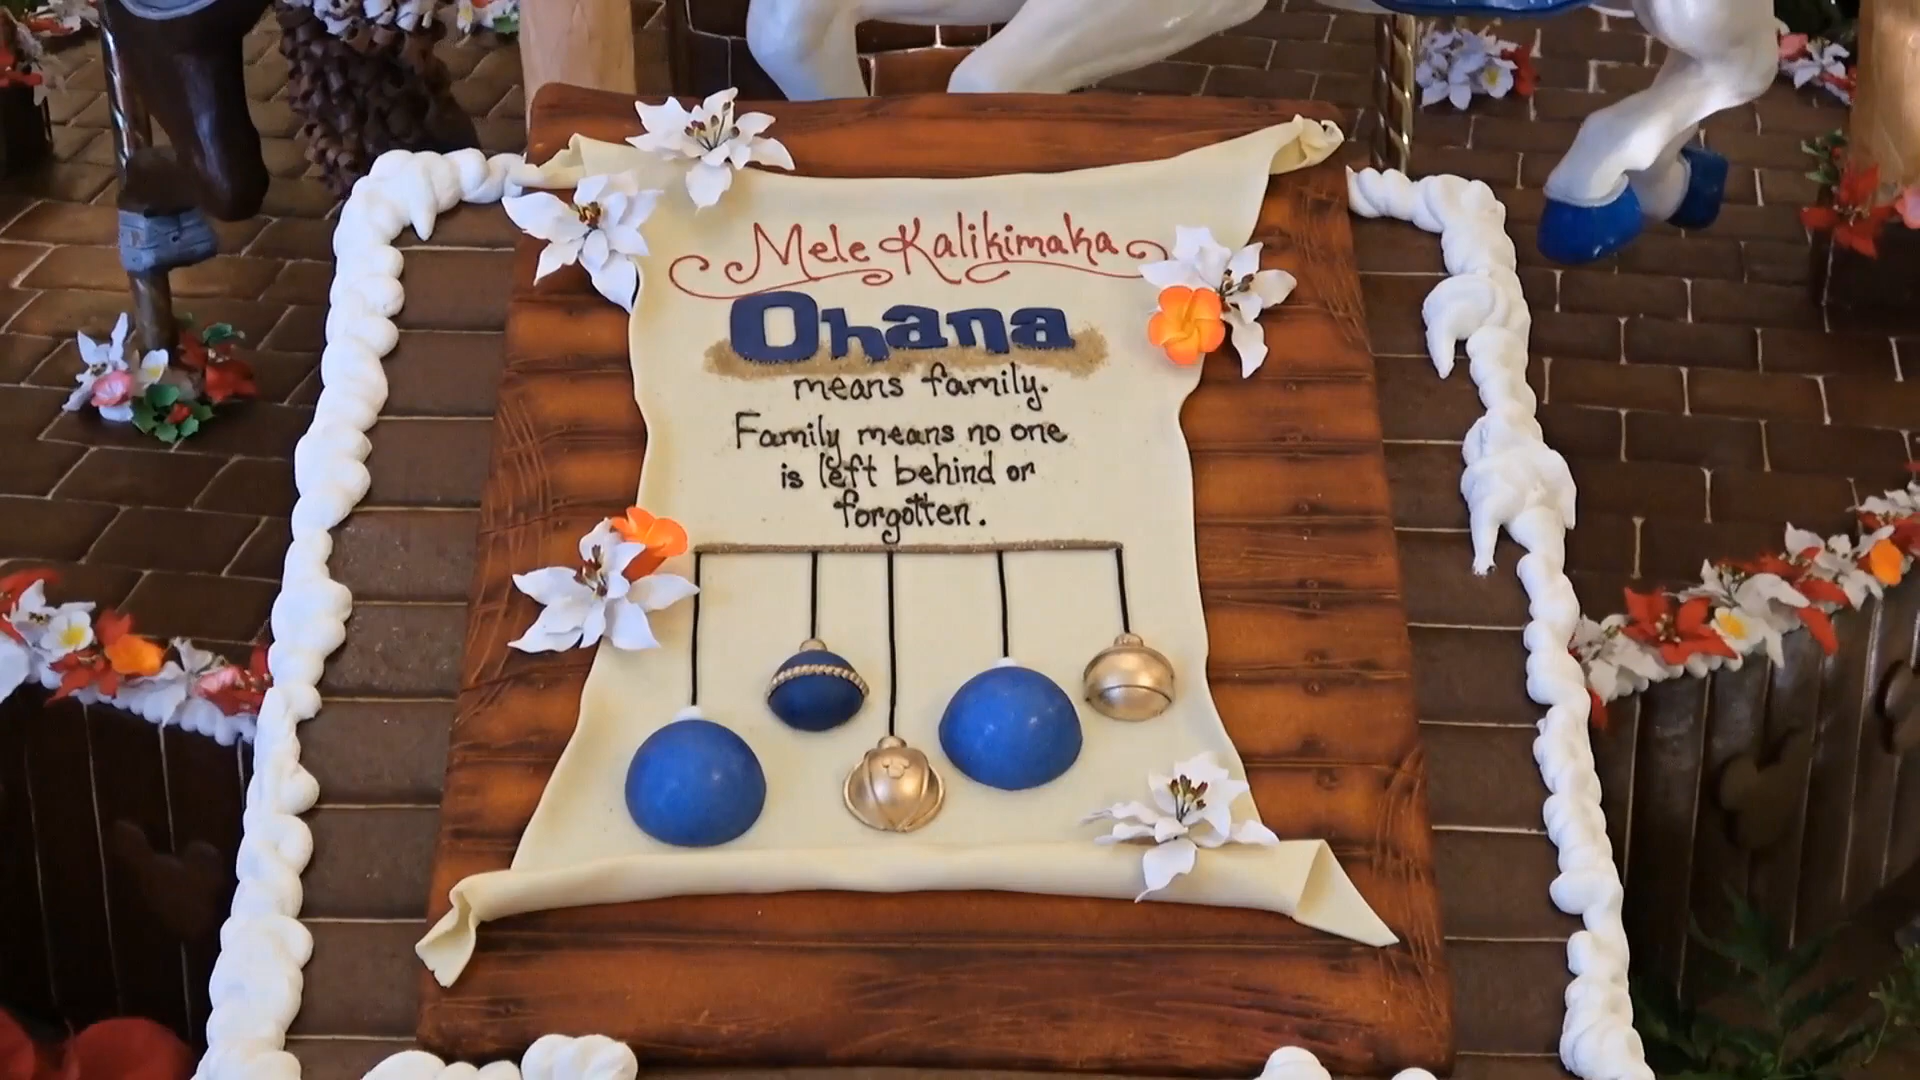 Mele Kalikimaka
Ohana
means family.
Family means no one
is left behind or
forgotten.